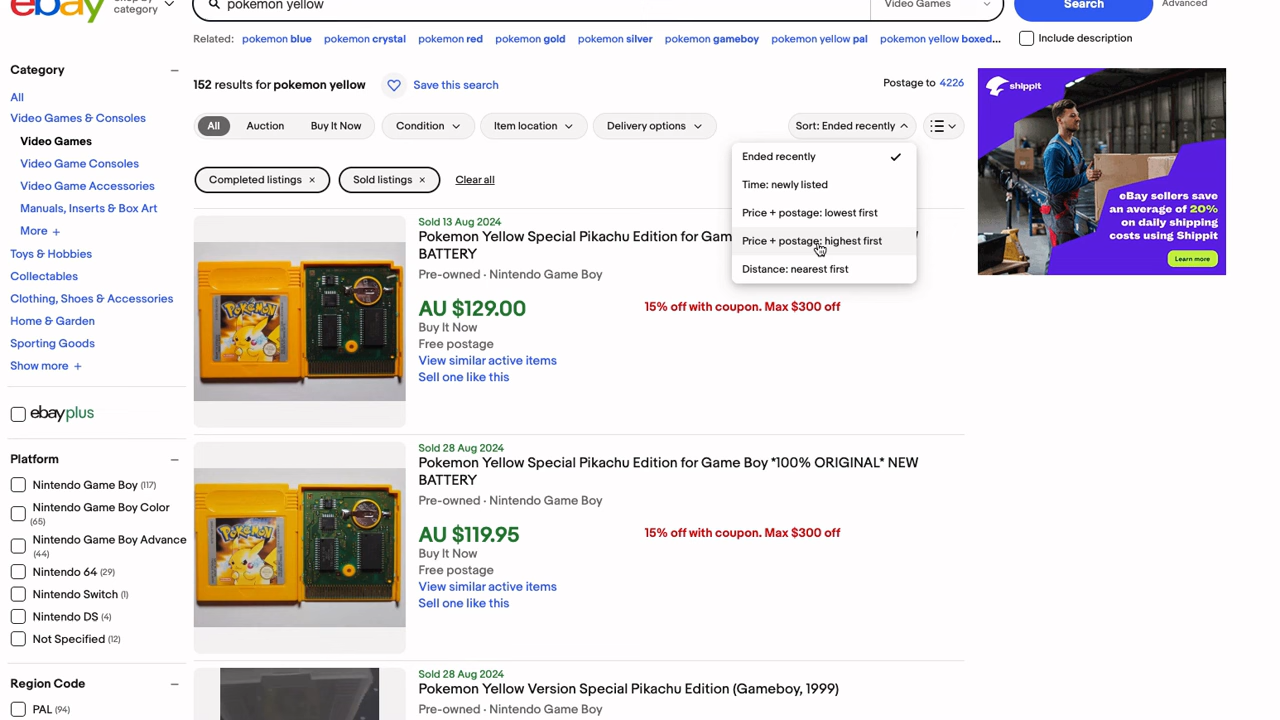 ebay
shop by
category
pokemon yellow
Video Games
Search
Advanced
Related: pokemon blue pokemon crystal pokemon red pokemon gold pokemon silver pokemon gameboy pokemon yellow pal pokemon yellow boxed...
Include description
Category
All
Video Games & Consoles
Video Games
Video Game Consoles
Video Game Accessories
Manuals, Inserts & Box Art
More +
Toys & Hobbies
Collectables
Clothing, Shoes & Accessories
Home & Garden
Sporting Goods
Show more +
ebayplus
Platform
Nintendo Game Boy (117)
Nintendo Game Boy Color
(65)
Nintendo Game Boy Advance
(44)
Nintendo 64 (29)
Nintendo Switch (1)
Nintendo DS (4)
Not Specified (12)
Region Code
PAL (94)
152 results for pokemon yellow
Save this search
Postage to 4226
All
Auction
Buy It Now
Condition
Item location
Delivery options
Sort: Ended recently
Completed listings ×
Sold listings ×
Clear all
Ended recently
Time: newly listed
Price + postage: lowest first
Price + postage: highest first
Distance: nearest first
Sold 13 Aug 2024
Pokemon Yellow Special Pikachu Edition for Gam
BATTERY
Pre-owned · Nintendo Game Boy
AU $129.00
15% off with coupon. Max $300 off
Buy It Now
Free postage
View similar active items
Sell one like this
POKéMON
Sold 28 Aug 2024
Pokemon Yellow Special Pikachu Edition for Game Boy *100% ORIGINAL* NEW
BATTERY
Pre-owned · Nintendo Game Boy
AU $119.95
15% off with coupon. Max $300 off
Buy It Now
Free postage
View similar active items
Sell one like this
POKéMON
Sold 28 Aug 2024
Pokemon Yellow Version Special Pikachu Edition (Gameboy, 1999)
Pre-owned · Nintendo Game Boy
shippit
eBay sellers save
an average of 20%
on daily shipping
costs using Shippit
Learn more